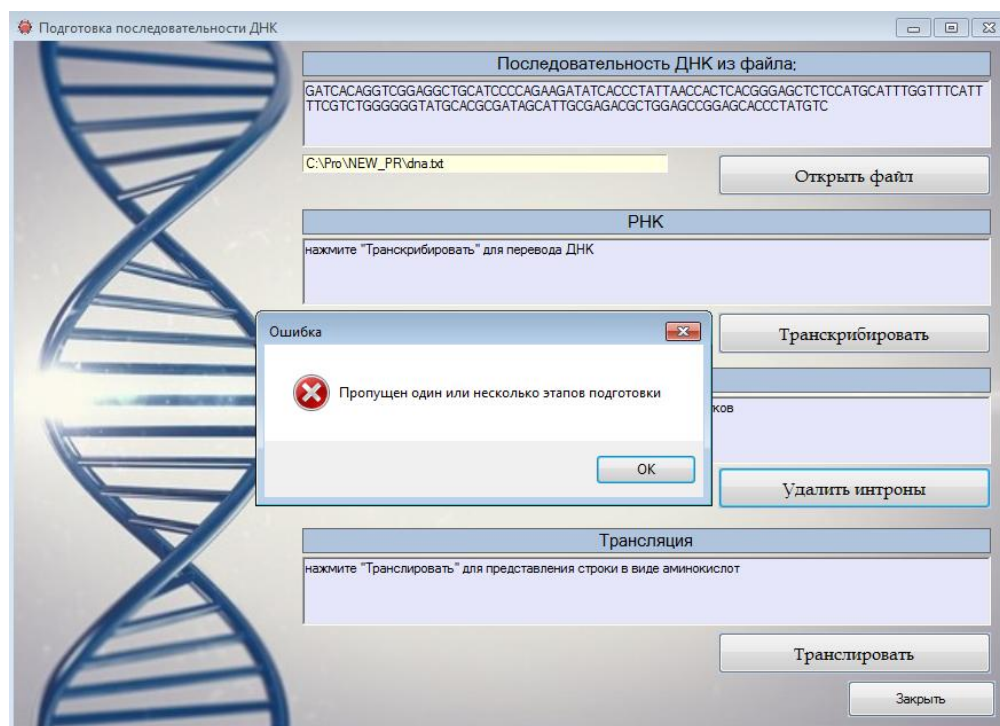 Подготовка последовательности ДНК
Последовательность ДНК из файла:
GATCACAGGTCGGAGGCTGCATCCCCAGAAGATATCACCCTATTAACCACTCACGGGAGCTCTCCATGCATTTGGTTTCATT
TTCGTCTGGGGGGTATGCACGCGATAGCATTGCGAGACGCTGGAGCCGGAGCACCCTATGTC
C:\Pro\NEW_PR\dna.txt
Открыть файл
РНК
нажмите "Транскрибировать" для перевода ДНК
Транскрибировать
Ошибка
Пропущен один или несколько этапов подготовки
OK
ков
Удалить интроны
Трансляция
нажмите "Транслировать" для представления строки в виде аминокислот
Транслировать
Закрыть